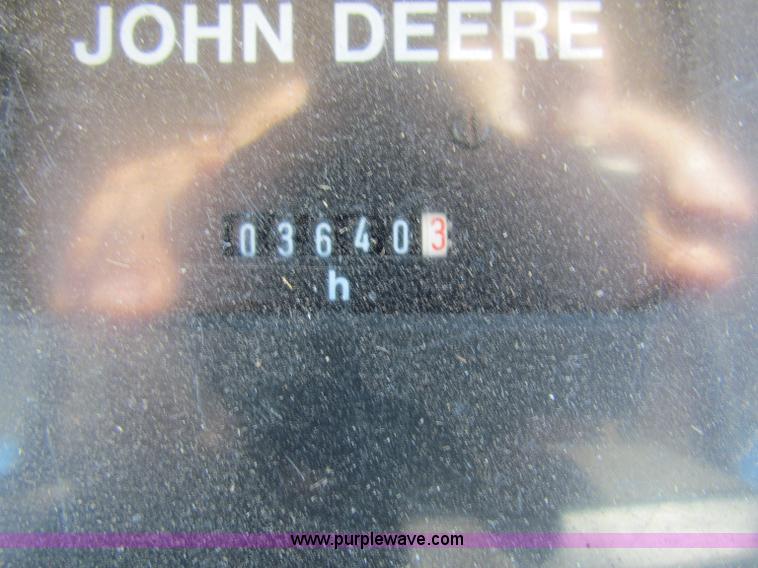 JOHN DEERE
036403
h
www.purplewave.com